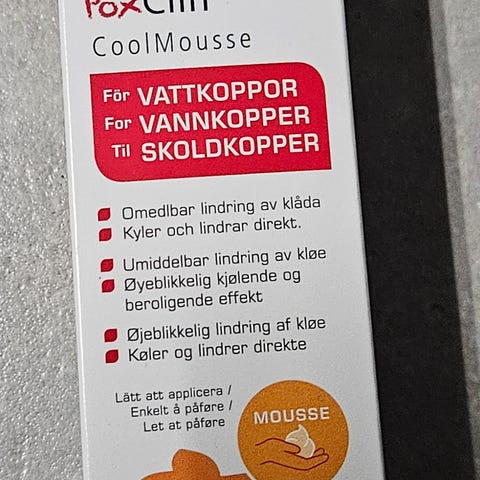 PoxClin
CoolMousse
För VATTKOPPOR
For VANNKOPPER
Til SKOLDKOPPER
Omedlbar lindring av klåda
Kyler och lindrar direkt.
Umiddelbar lindring av kløe
Øyeblikkelig kjølende og
beroligende effekt
Øjeblikkelig lindring af kløe
Køler og lindrer direkte
Lätt att applicera /
Enkelt å påføre /
Let at påføre
MOUSSE